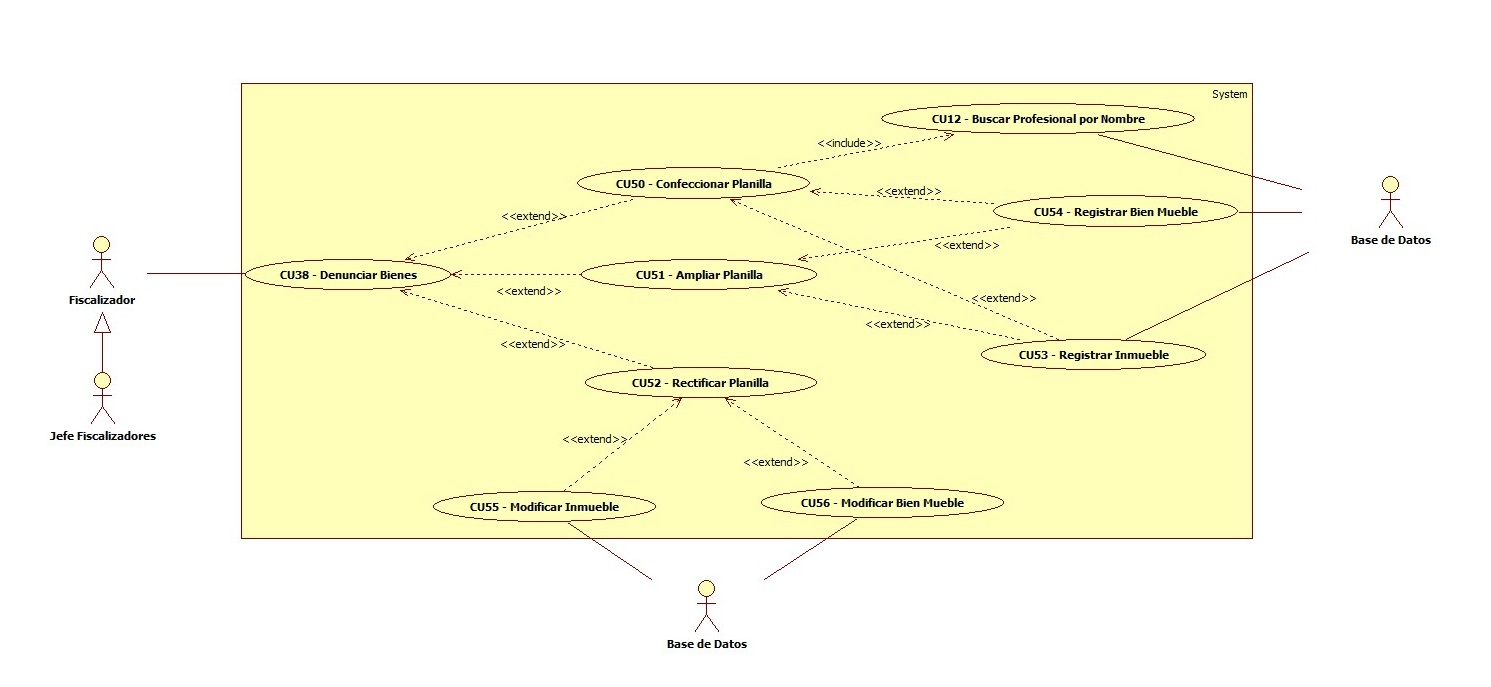 System
CU12 - Buscar Profesional por Nombre
<<include>>
CU50 - Confeccionar Planilla
<<extend>>
CU54 - Registrar Bien Mueble
<<extend>>
Base de Datos
<<extend>>
CU38 - Denunciar Bienes
CU51 - Ampliar Planilla
<<extend>>
Fiscalizador
<<extend>>
<<extend>>
<<extend>>
CU53 - Registrar Inmueble
CU52 - Rectificar Planilla
Jefe Fiscalizadores
<<extend>>
<<extend>>
CU55 - Modificar Inmueble
CU56 - Modificar Bien Mueble
Base de Datos